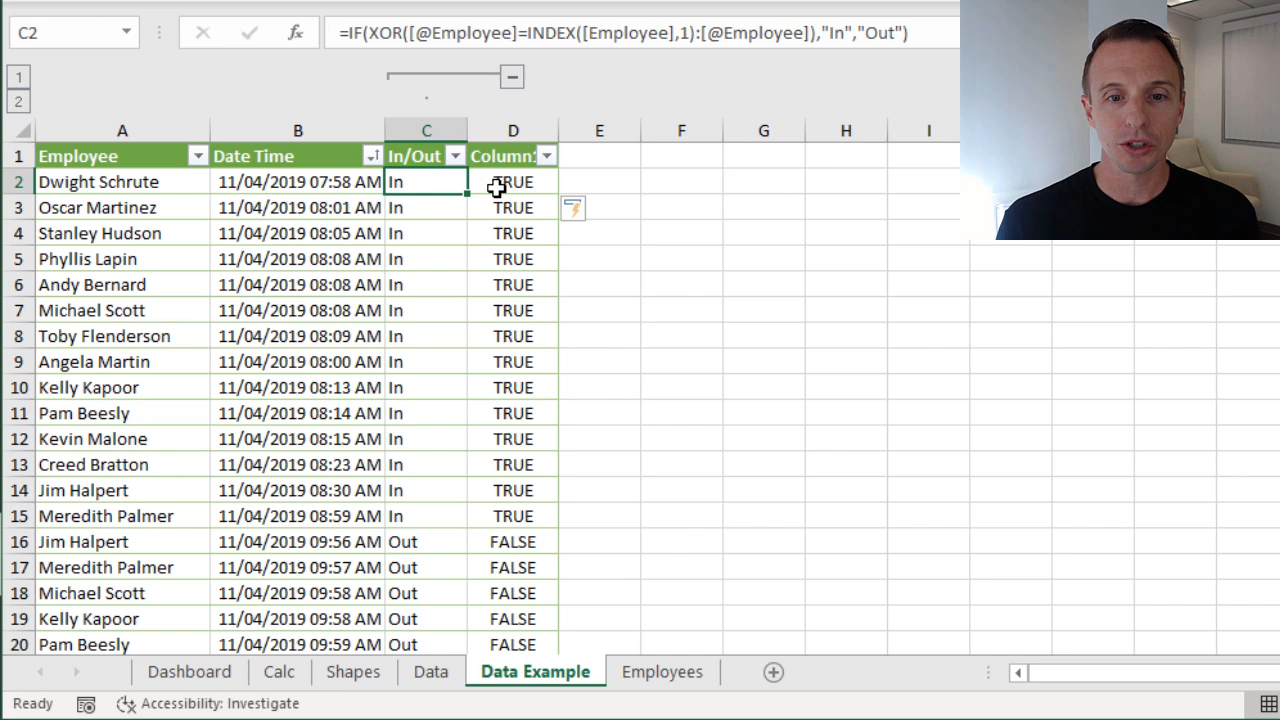 C2 fx =IF(XOR([@Employee]=INDEX([Employee],1):[@Employee]),"In","Out")
1
2
A B C D E F G H I
1 Employee Date Time In/Out Column1
2 Dwight Schrute 11/04/2019 07:58 AM In TRUE
3 Oscar Martinez 11/04/2019 08:01 AM In TRUE
4 Stanley Hudson 11/04/2019 08:05 AM In TRUE
5 Phyllis Lapin 11/04/2019 08:08 AM In TRUE
6 Andy Bernard 11/04/2019 08:08 AM In TRUE
7 Michael Scott 11/04/2019 08:08 AM In TRUE
8 Toby Flenderson 11/04/2019 08:09 AM In TRUE
9 Angela Martin 11/04/2019 08:00 AM In TRUE
10 Kelly Kapoor 11/04/2019 08:13 AM In TRUE
11 Pam Beesly 11/04/2019 08:14 AM In TRUE
12 Kevin Malone 11/04/2019 08:15 AM In TRUE
13 Creed Bratton 11/04/2019 08:23 AM In TRUE
14 Jim Halpert 11/04/2019 08:30 AM In TRUE
15 Meredith Palmer 11/04/2019 08:59 AM In TRUE
16 Jim Halpert 11/04/2019 09:56 AM Out FALSE
17 Meredith Palmer 11/04/2019 09:57 AM Out FALSE
18 Michael Scott 11/04/2019 09:58 AM Out FALSE
19 Kelly Kapoor 11/04/2019 09:58 AM Out FALSE
20 Pam Beesly 11/04/2019 09:59 AM Out FALSE
Dashboard Calc Shapes Data Data Example Employees
Ready Accessibility: Investigate